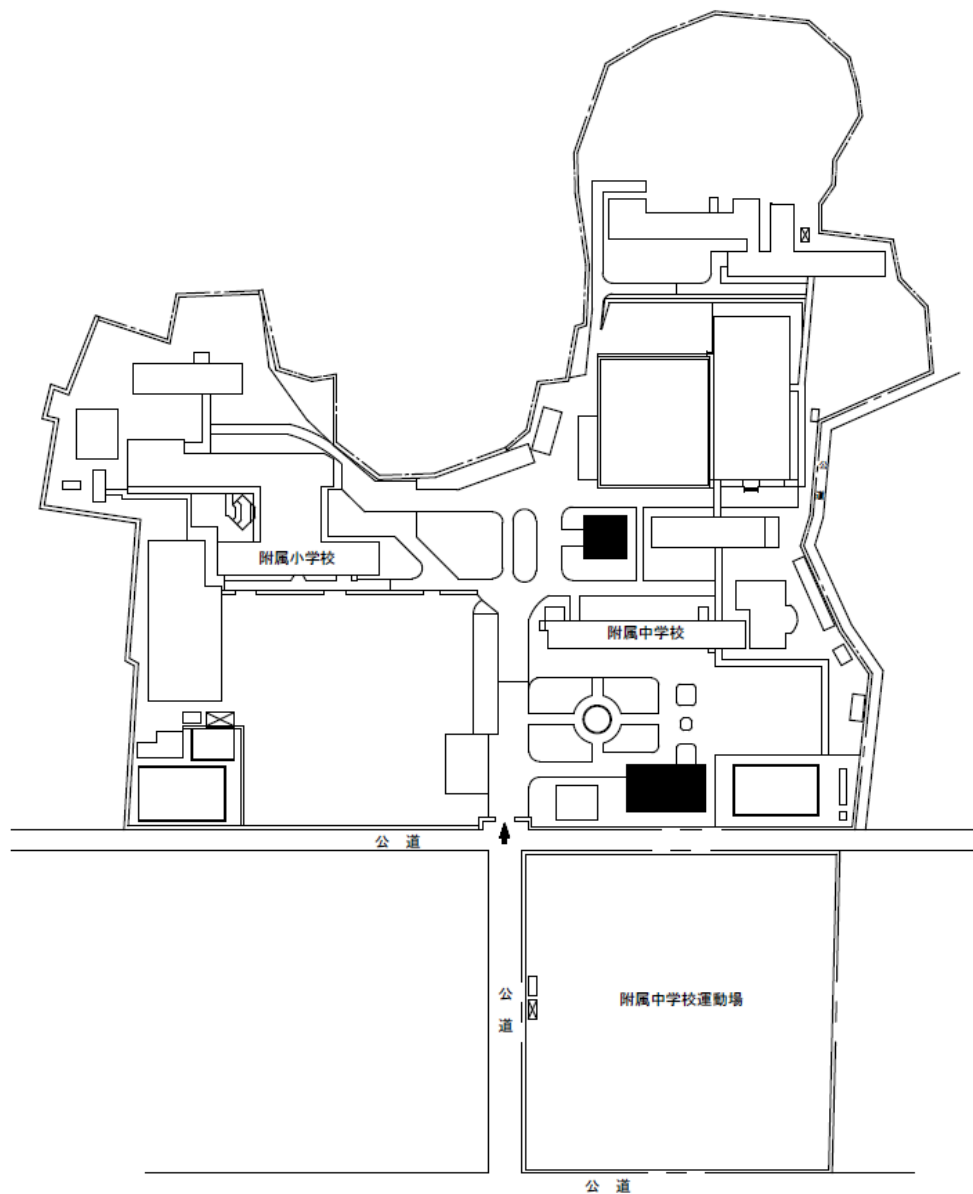 附属小学校
附属中学校
公 道
公
道
附属中学校運動場
公 道